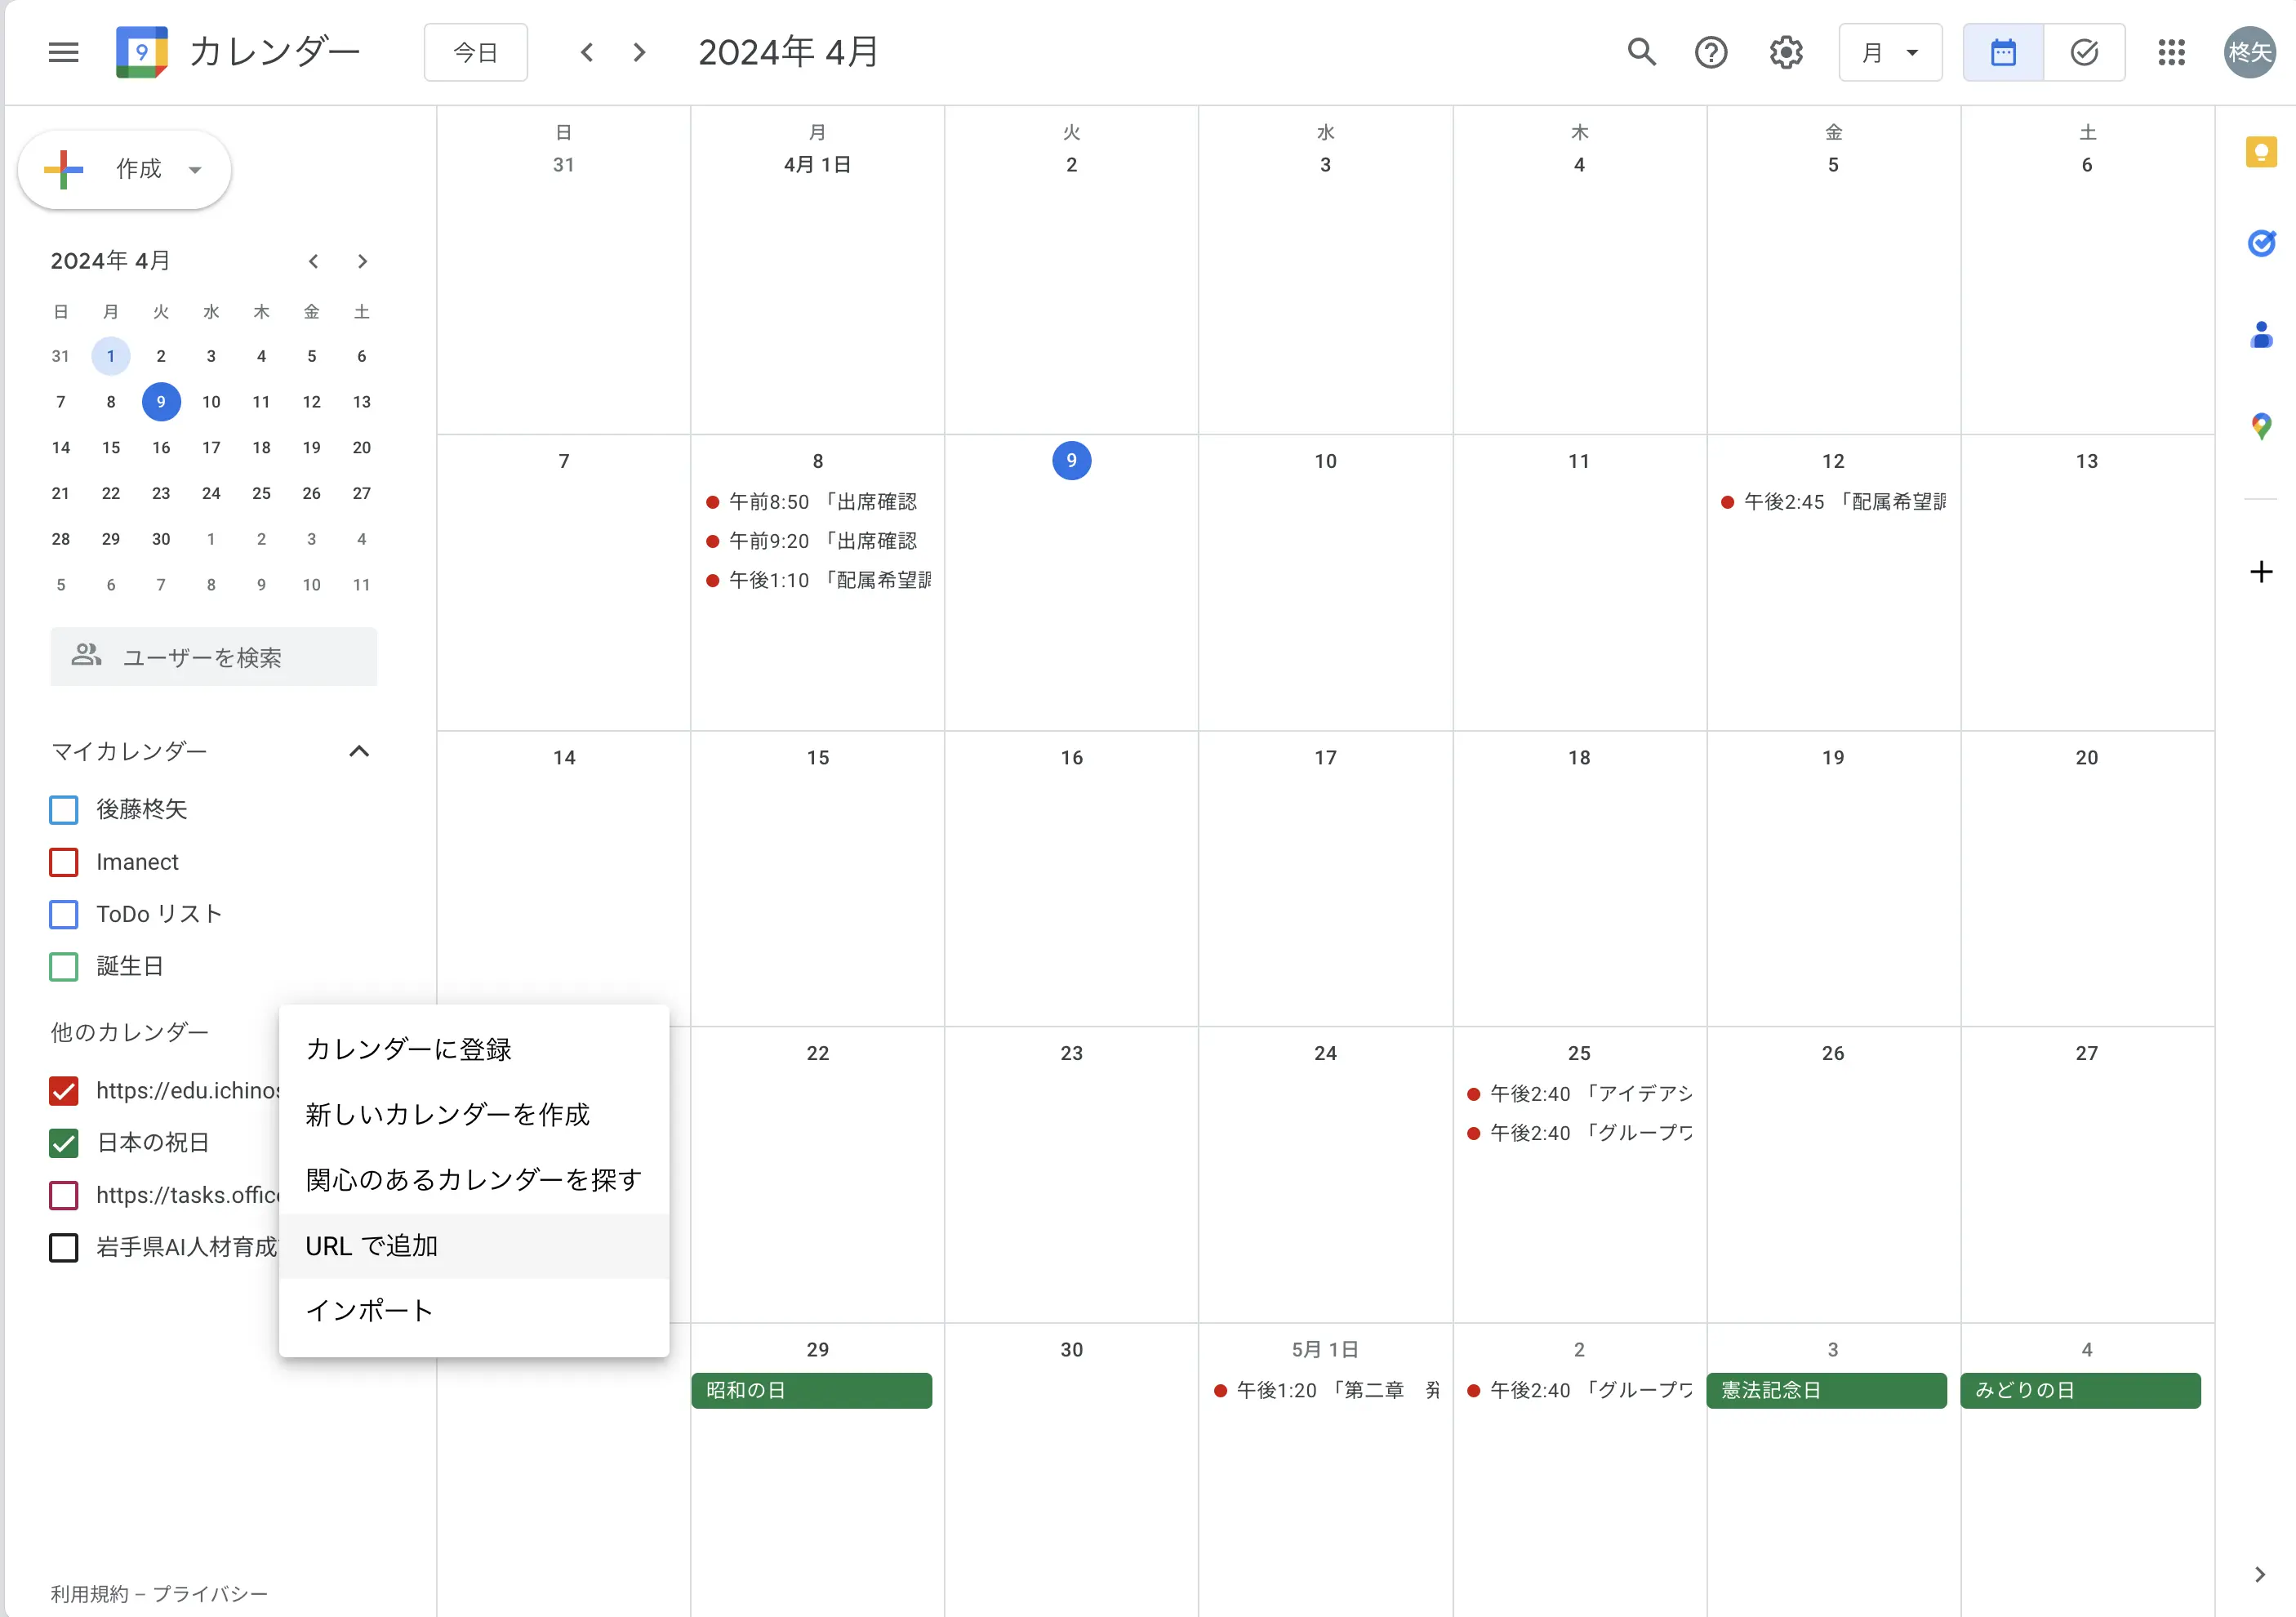 9 カレンダー 今日 2024年 4月 月 柊矢
作成
2024年 4月
日 月 火 水 木 金 土
31 1 2 3 4 5 6
7 8 9 10 11 12 13
14 15 16 17 18 19 20
21 22 23 24 25 26 27
28 29 30 1 2 3 4
5 6 7 8 9 10 11
ユーザーを検索
マイカレンダー
後藤柊矢
Imanect
ToDo リスト
誕生日
他のカレンダー
https://edu.ichinos
日本の祝日
https://tasks.office
岩手県AI人材育成
カレンダーに登録
新しいカレンダーを作成
関心のあるカレンダーを探す
URL で追加
インポート
利用規約 – プライバシー
日 月 火 水 木 金 土
31 4月 1日 2 3 4 5 6
7 8 9 10 11 12 13
午前8:50 「出席確認
午前9:20 「出席確認
午後1:10 「配属希望調
午後2:45 「配属希望調
14 15 16 17 18 19 20
22 23 24 25 26 27
午後2:40 「アイデアシ
午後2:40 「グループワ
29 30 5月 1日 2 3 4
昭和の日
午後1:20 「第二章 発
午後2:40 「グループワ
憲法記念日
みどりの日